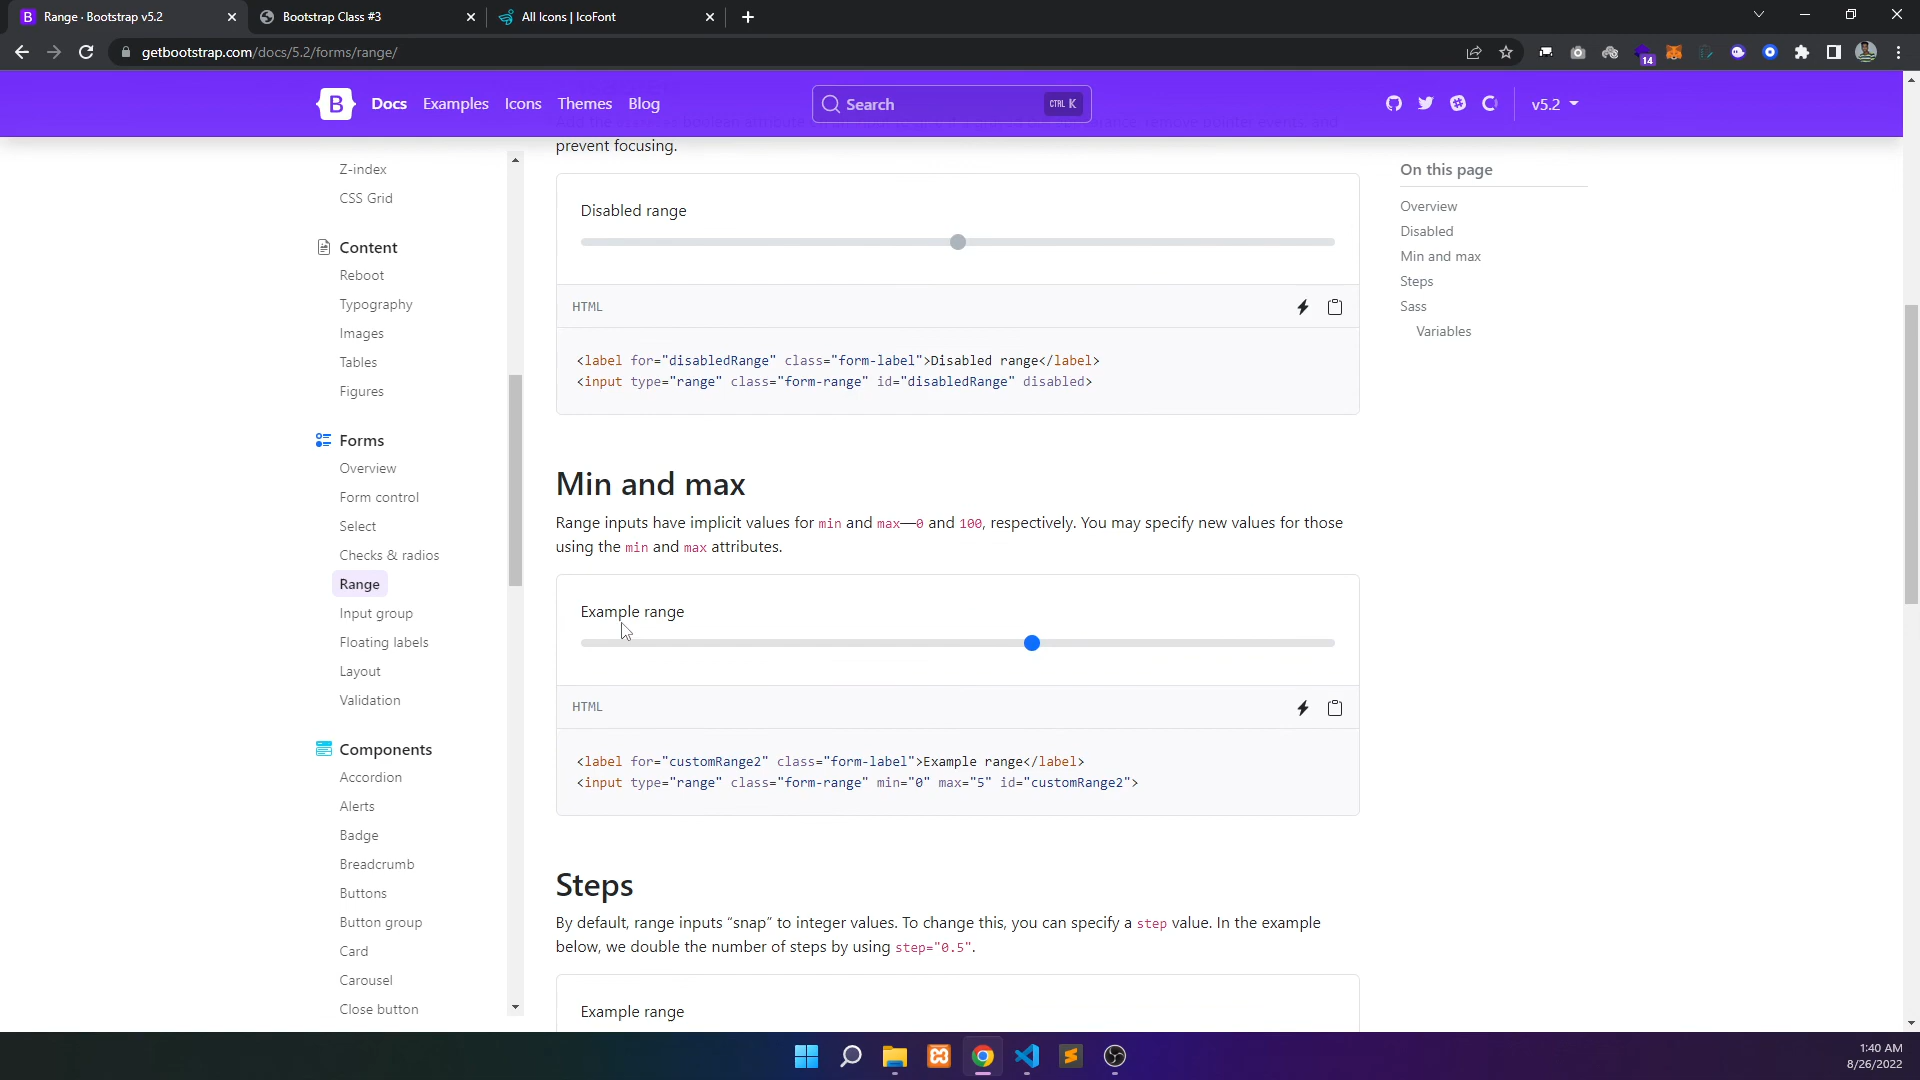 Range · Bootstrap v5.2
Bootstrap Class #3
All Icons | IcoFont
getbootstrap.com/docs/5.2/forms/range/
14
B
Docs
Examples
Icons
Themes
Blog
Search
CTRL K
v5.2
Z-index
CSS Grid
Content
Reboot
Typography
Images
Tables
Figures
Forms
Overview
Form control
Select
Checks & radios
Range
Input group
Floating labels
Layout
Validation
Components
Accordion
Alerts
Badge
Breadcrumb
Buttons
Button group
Card
Carousel
Close button
prevent focusing.
Disabled range
HTML
<label for="disabledRange" class="form-label">Disabled range</label>
<input type="range" class="form-range" id="disabledRange" disabled>
Min and max
Range inputs have implicit values for min and max—0 and 100, respectively. You may specify new values for those
using the min and max attributes.
Example range
HTML
<label for="customRange2" class="form-label">Example range</label>
<input type="range" class="form-range" min="0" max="5" id="customRange2">
Steps
By default, range inputs “snap” to integer values. To change this, you can specify a step value. In the example
below, we double the number of steps by using step="0.5".
Example range
On this page
Overview
Disabled
Min and max
Steps
Sass
Variables
1:40 AM
8/26/2022